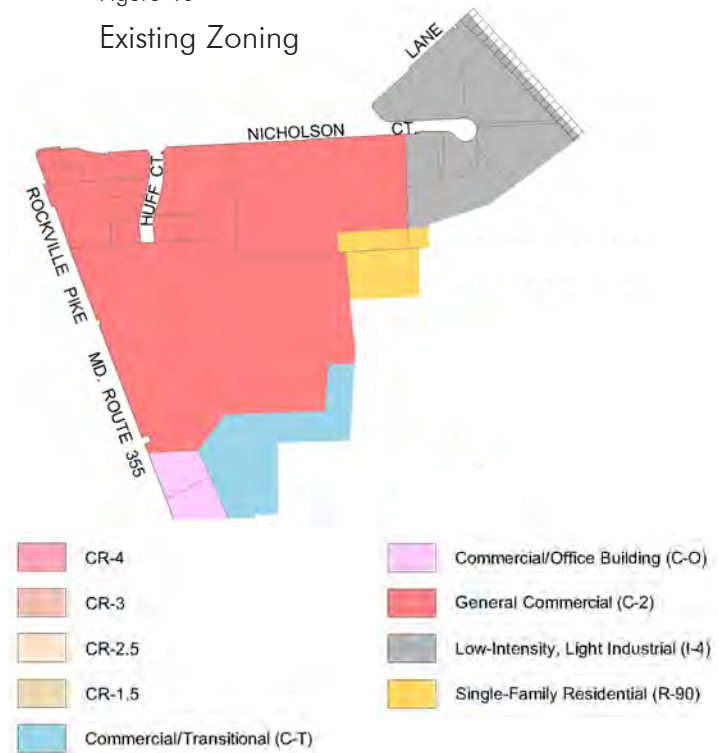 Existing Zoning
LANE
NICHOLSON CT.
HUFF CT.
ROCKVILLE PIKE MD. ROUTE 355
CR-4
CR-3
CR-2.5
CR-1.5
Commercial/Transitional (C-T)
Commercial/Office Building (C-O)
General Commercial (C-2)
Low-Intensity, Light Industrial (I-4)
Single-Family Residential (R-90)